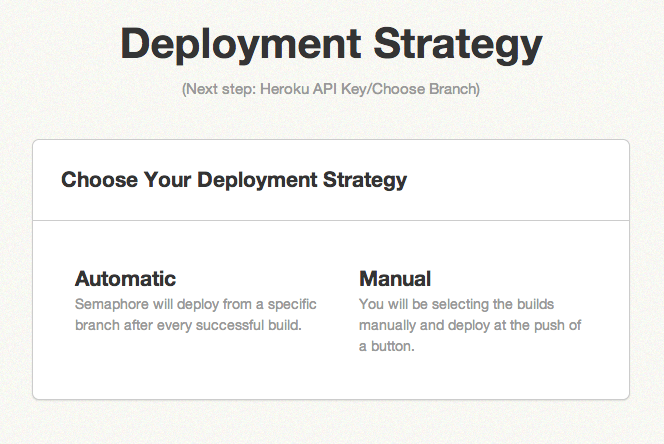 Deployment Strategy
(Next step: Heroku API Key/Choose Branch)
Choose Your Deployment Strategy
Automatic
Semaphore will deploy from a specific
branch after every successful build.
Manual
You will be selecting the builds
manually and deploy at the push of
a button.